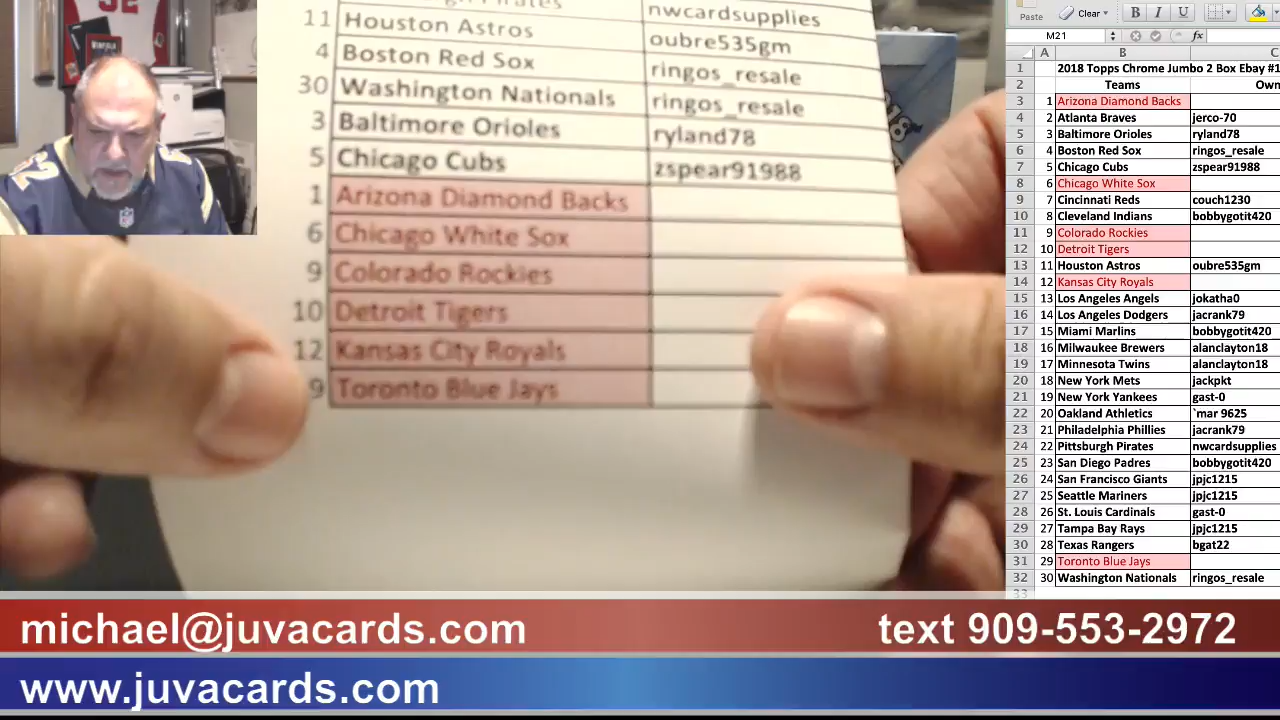 nwcardsupplies
11 Houston Astros oubre535gm
4 Boston Red Sox ringos_resale
30 Washington Nationals ringos_resale
3 Baltimore Orioles ryland78
5 Chicago Cubs zspear91988
1 Arizona Diamond Backs
6 Chicago White Sox
9 Colorado Rockies
10 Detroit Tigers
12 Kansas City Royals
9 Toronto Blue Jays
Paste Clear B I U
M21 fx
A B C
1 2018 Topps Chrome Jumbo 2 Box Ebay #1
2 Teams Own
3 1 Arizona Diamond Backs
4 2 Atlanta Braves jerco-70
5 3 Baltimore Orioles ryland78
6 4 Boston Red Sox ringos_resale
7 5 Chicago Cubs zspear91988
8 6 Chicago White Sox
9 7 Cincinnati Reds couch1230
10 8 Cleveland Indians bobbygotit420
11 9 Colorado Rockies
12 10 Detroit Tigers
13 11 Houston Astros oubre535gm
14 12 Kansas City Royals
15 13 Los Angeles Angels jokatha0
16 14 Los Angeles Dodgers jacrank79
17 15 Miami Marlins bobbygotit420
18 16 Milwaukee Brewers alanclayton18
19 17 Minnesota Twins alanclayton18
20 18 New York Mets jackpkt
21 19 New York Yankees gast-0
22 20 Oakland Athletics `mar 9625
23 21 Philadelphia Phillies jacrank79
24 22 Pittsburgh Pirates nwcardsupplies
25 23 San Diego Padres bobbygotit420
26 24 San Francisco Giants jpjc1215
27 25 Seattle Mariners jpjc1215
28 26 St. Louis Cardinals gast-0
29 27 Tampa Bay Rays jpjc1215
30 28 Texas Rangers bgat22
31 29 Toronto Blue Jays
32 30 Washington Nationals ringos_resale
michael@juvacards.com text 909-553-2972
www.juvacards.com